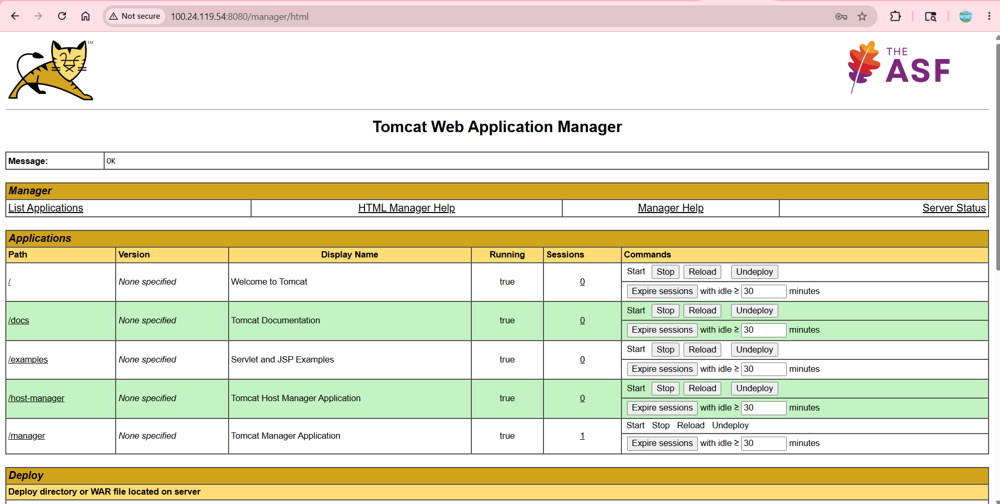 Not secure 100.24.119.54:8080/manager/html
TM
THE
ASF
Tomcat Web Application Manager
Message: OK
Manager
List Applications HTML Manager Help Manager Help Server Status
Applications
Path Version Display Name Running Sessions Commands
/ None specified Welcome to Tomcat true 0 Start Stop Reload Undeploy
Expire sessions with idle ≥ 30 minutes
/docs None specified Tomcat Documentation true 0 Start Stop Reload Undeploy
Expire sessions with idle ≥ 30 minutes
/examples None specified Servlet and JSP Examples true 0 Start Stop Reload Undeploy
Expire sessions with idle ≥ 30 minutes
/host-manager None specified Tomcat Host Manager Application true 0 Start Stop Reload Undeploy
Expire sessions with idle ≥ 30 minutes
/manager None specified Tomcat Manager Application true 1 Start Stop Reload Undeploy
Expire sessions with idle ≥ 30 minutes
Deploy
Deploy directory or WAR file located on server